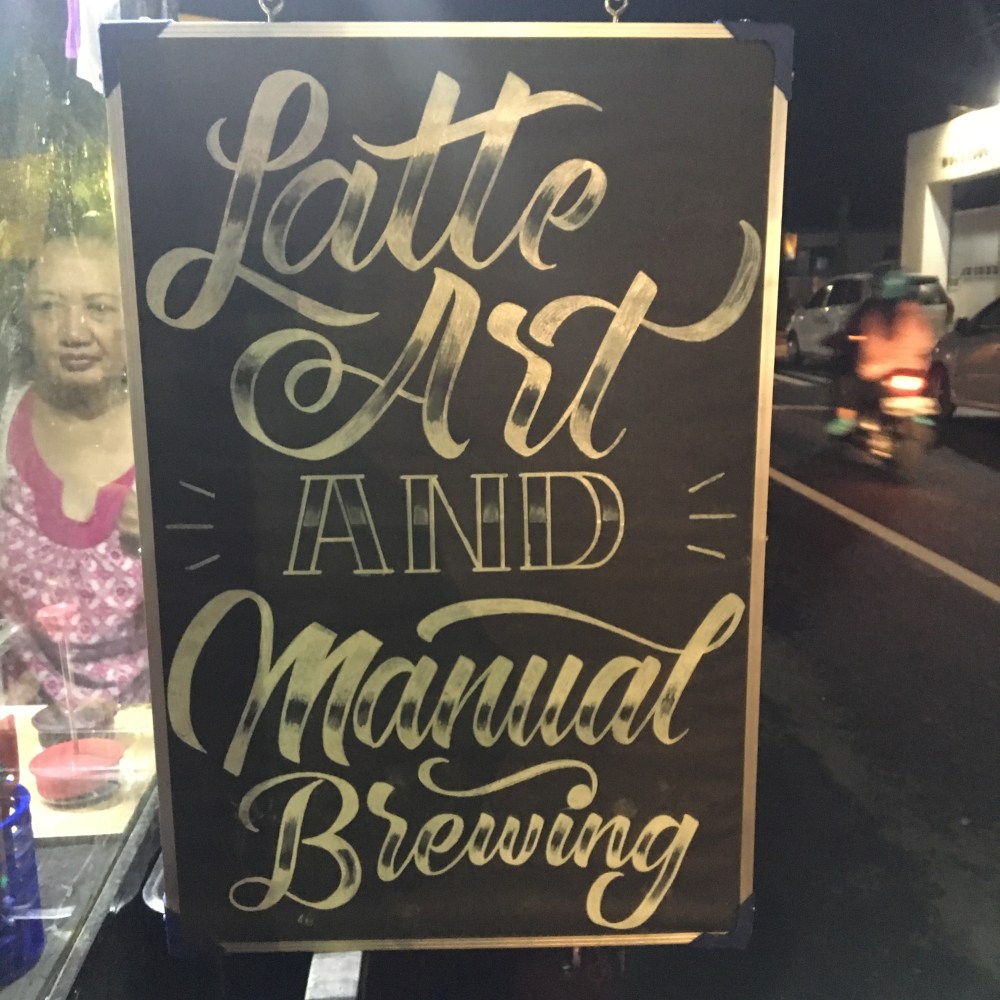 Latte
Art
AND
Manual
Brewing